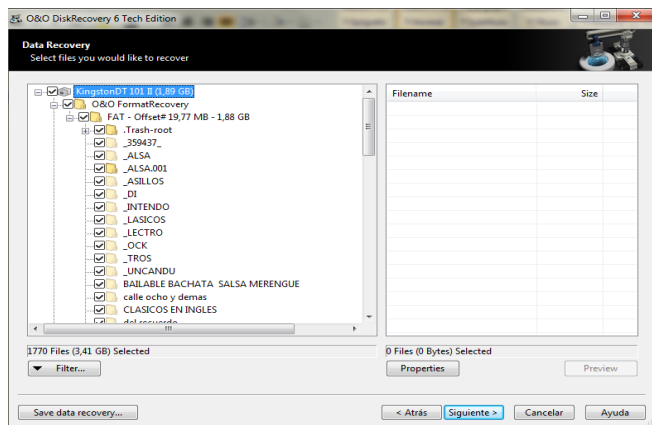 O&O DiskRecovery 6 Tech Edition
Data Recovery
Select files you would like to recover
KingstonDT 101 II (1,89 GB)
O&O FormatRecovery
FAT - Offset# 19,77 MB - 1,88 GB
.Trash-root
_359437_
_ALSA
_ALSA.001
_ASILLOS
_DI
_INTENDO
_LASICOS
_LECTRO
_OCK
_TROS
_UNCANDU
BAILABLE BACHATA SALSA MERENGUE
calle ocho y demas
CLASICOS EN INGLES
del recuerdo
Filename Size
1770 Files (3,41 GB) Selected
0 Files (0 Bytes) Selected
Filter...
Properties
Preview
Save data recovery...
< Atrás
Siguiente >
Cancelar
Ayuda